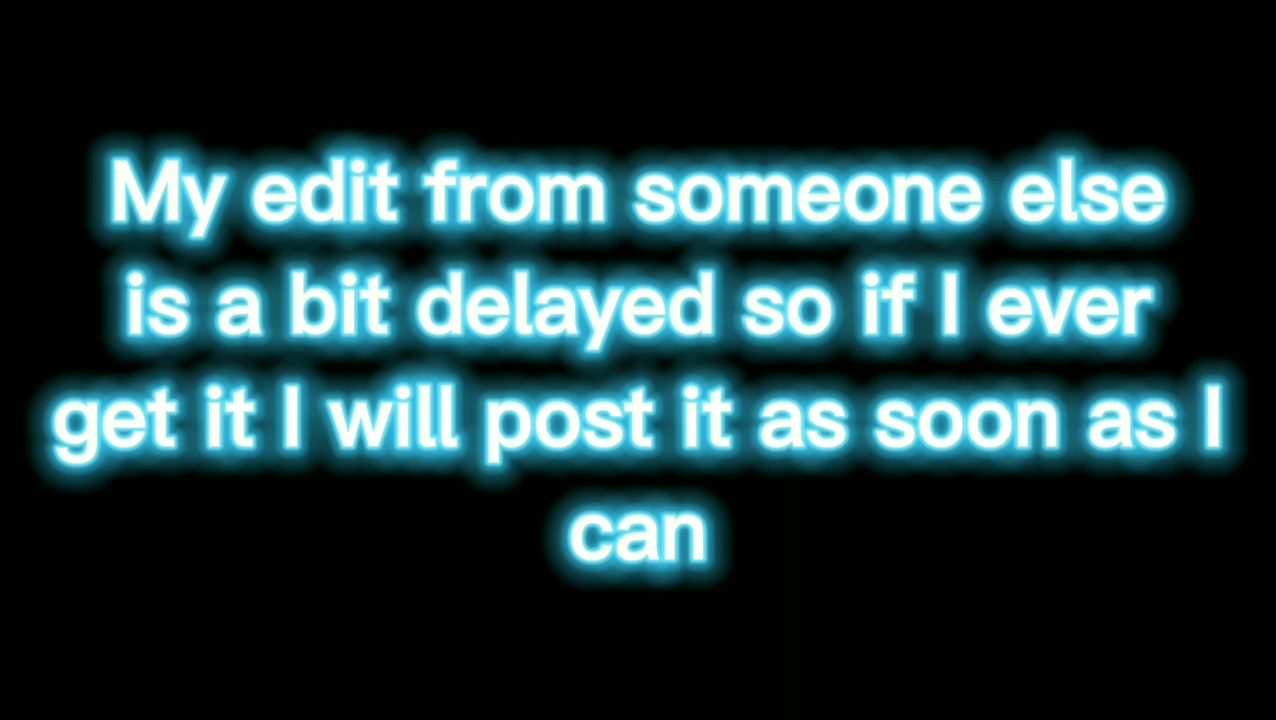 My edit from someone else
is a bit delayed so if I ever
get it I will post it as soon as I
can